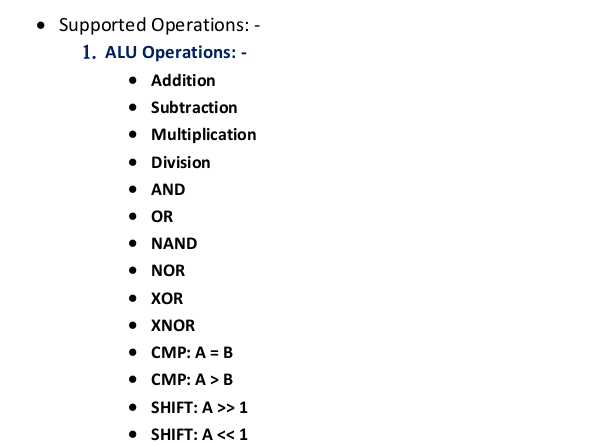 • Supported Operations: -
1. ALU Operations: -
• Addition
• Subtraction
• Multiplication
• Division
• AND
• OR
• NAND
• NOR
• XOR
• XNOR
• CMP: A = B
• CMP: A > B
• SHIFT: A >> 1
• SHIFT: A << 1